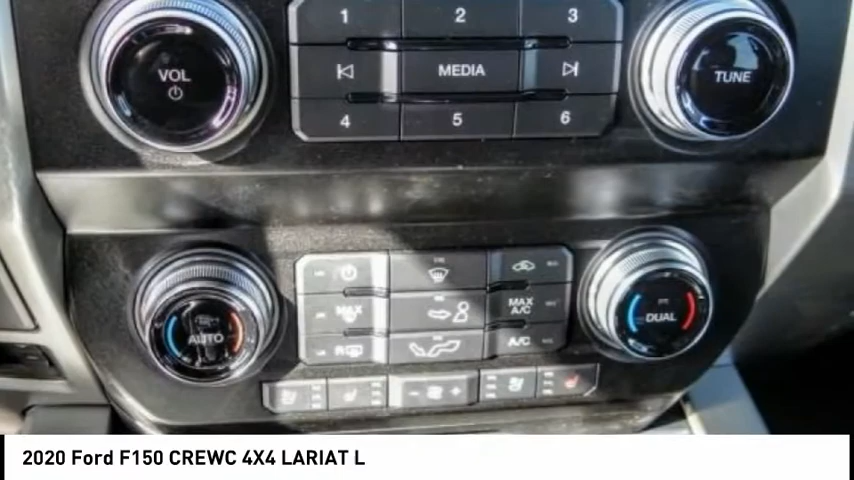 1 2 3
VOL
MEDIA
TUNE
4 5 6
MAX
MAX
A/C
AUTO
DUAL
A/C
2020 Ford F150 CREWC 4X4 LARIAT L